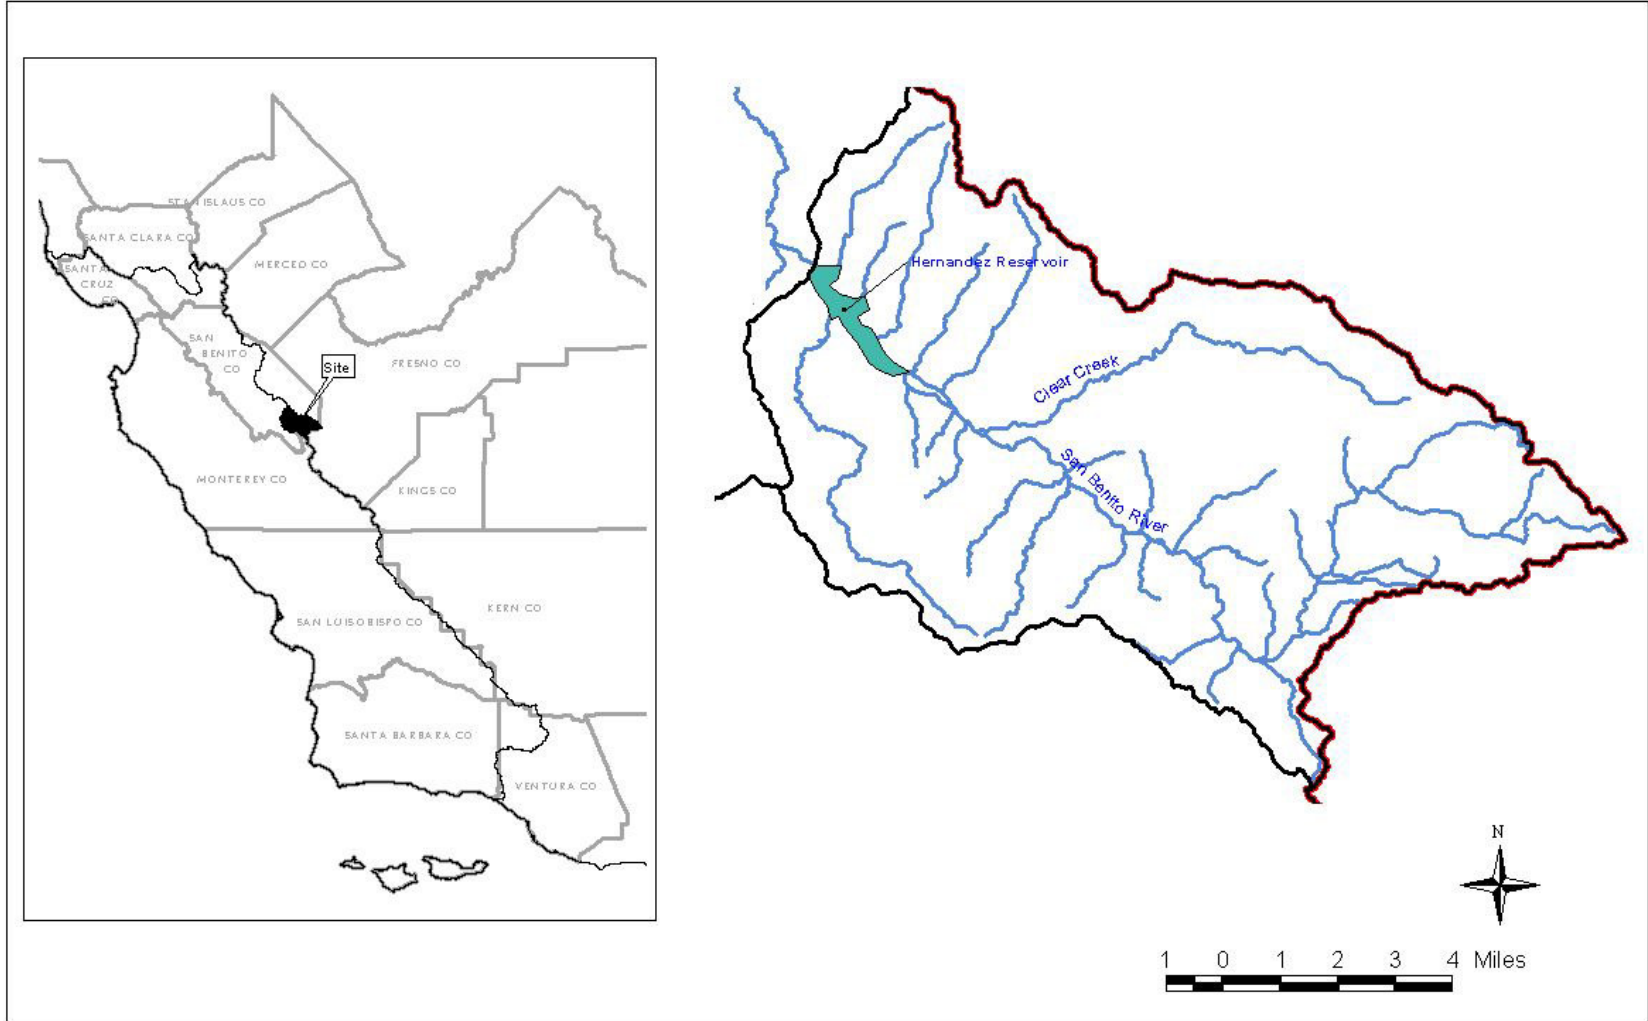 STANISLAUS CO
SANTA CLARA CO
SANTA
CRUZ
CO
MERCED CO
SAN
BENITO
CO
Site
FRESNO CO
MONTEREY CO
KINGS CO
SAN LUIS OBISPO CO
KERN CO
SANTA BARBARA CO
VENTURA CO
Hernandez Reservoir
Clear Creek
San Benito River
N
1 0 1 2 3 4 Miles